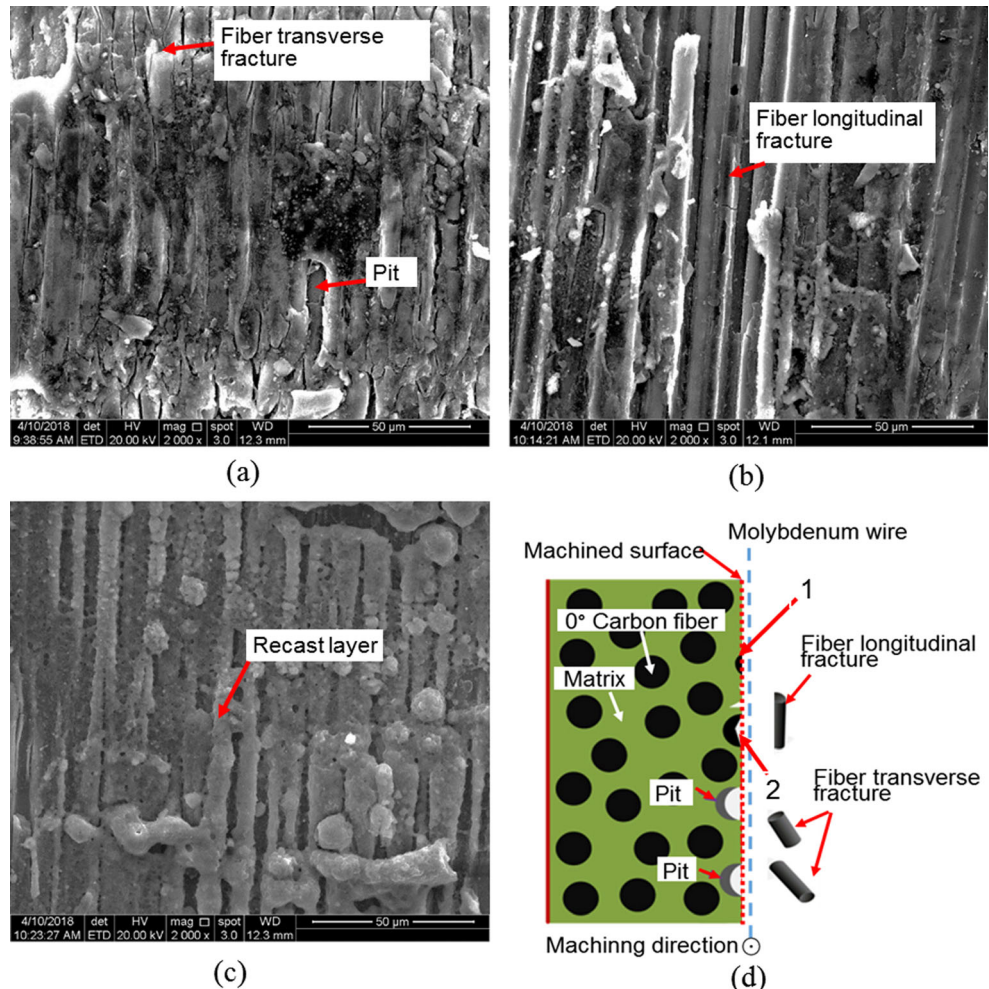 Fiber transverse
fracture
Pit
4/10/2018 det HV mag □ spot WD
9:38:55 AM ETD 20.00 kV 2 000 x 3.0 12.3 mm
50 µm
(a)
Fiber longitudinal
fracture
4/10/2018 det HV mag □ spot WD
10:14:21 AM ETD 20.00 kV 2 000 x 3.0 12.1 mm
50 µm
(b)
Recast layer
4/10/2018 det HV mag □ spot WD
10:23:27 AM ETD 20.00 kV 2 000 x 3.0 12.3 mm
50 µm
(c)
Molybdenum wire
Machined surface
1
0° Carbon fiber
Fiber longitudinal
fracture
Matrix
2
Pit
Fiber transverse
fracture
Pit
Machinng direction
(d)